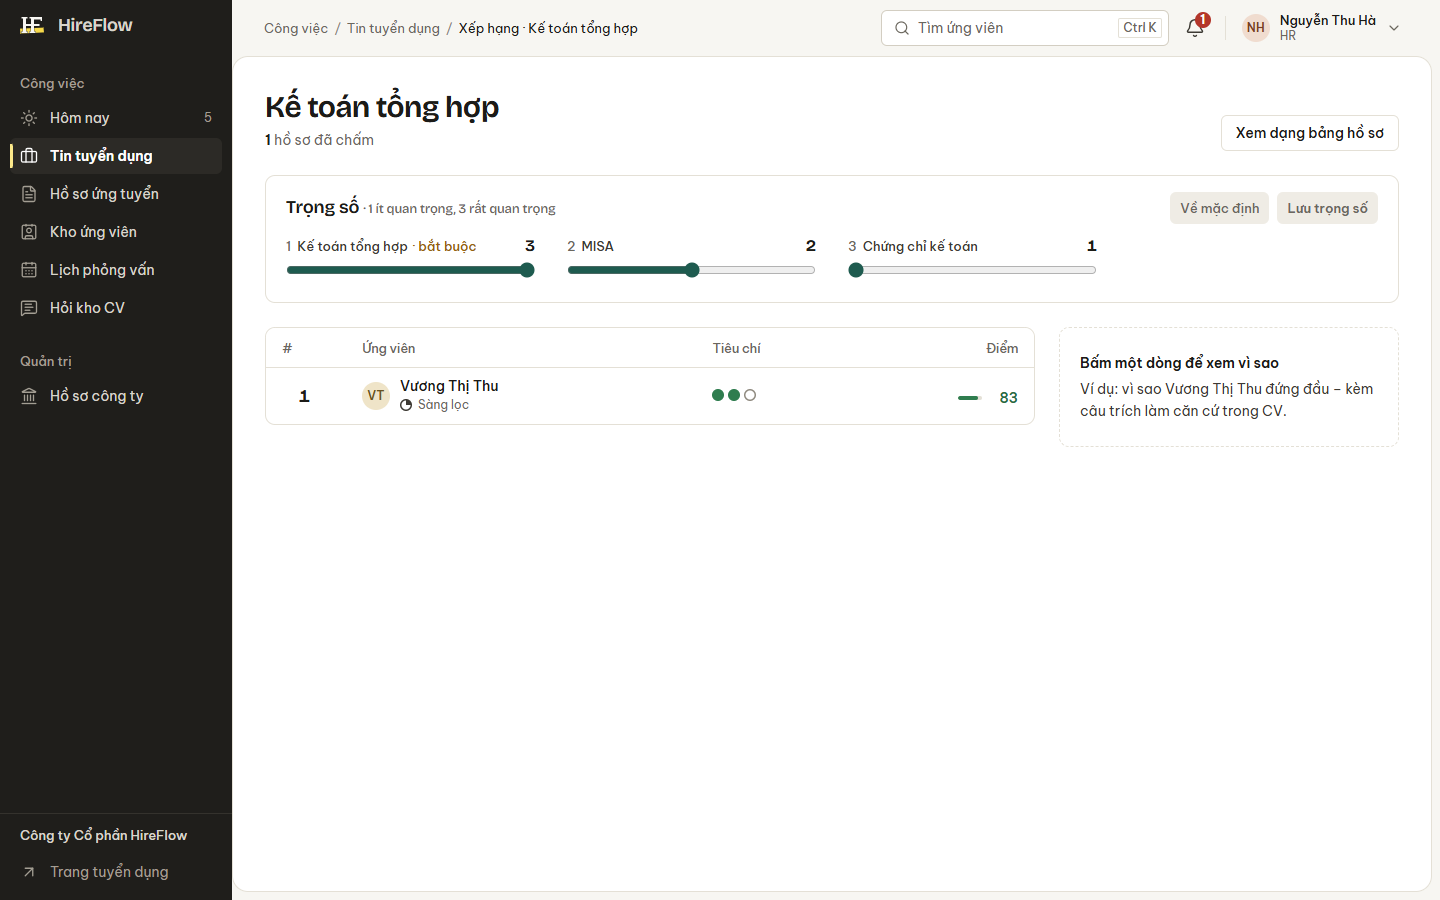 HF HireFlow
Công việc
Hôm nay 5
Tin tuyển dụng
Hồ sơ ứng tuyển
Kho ứng viên
Lịch phỏng vấn
Hỏi kho CV
Quản trị
Hồ sơ công ty
Công ty Cổ phần HireFlow
Trang tuyển dụng
Công việc / Tin tuyển dụng / Xếp hạng · Kế toán tổng hợp
Tìm ứng viên Ctrl K
1
NH Nguyễn Thu Hà
HR
Kế toán tổng hợp
1 hồ sơ đã chấm
Xem dạng bảng hồ sơ
Trọng số · 1 ít quan trọng, 3 rất quan trọng
Về mặc định Lưu trọng số
1 Kế toán tổng hợp · bắt buộc 3
2 MISA 2
3 Chứng chỉ kế toán 1
# Ứng viên Tiêu chí Điểm
1 VT Vương Thị Thu 83
Sàng lọc
Bấm một dòng để xem vì sao
Ví dụ: vì sao Vương Thị Thu đứng đầu – kèm
câu trích làm căn cứ trong CV.